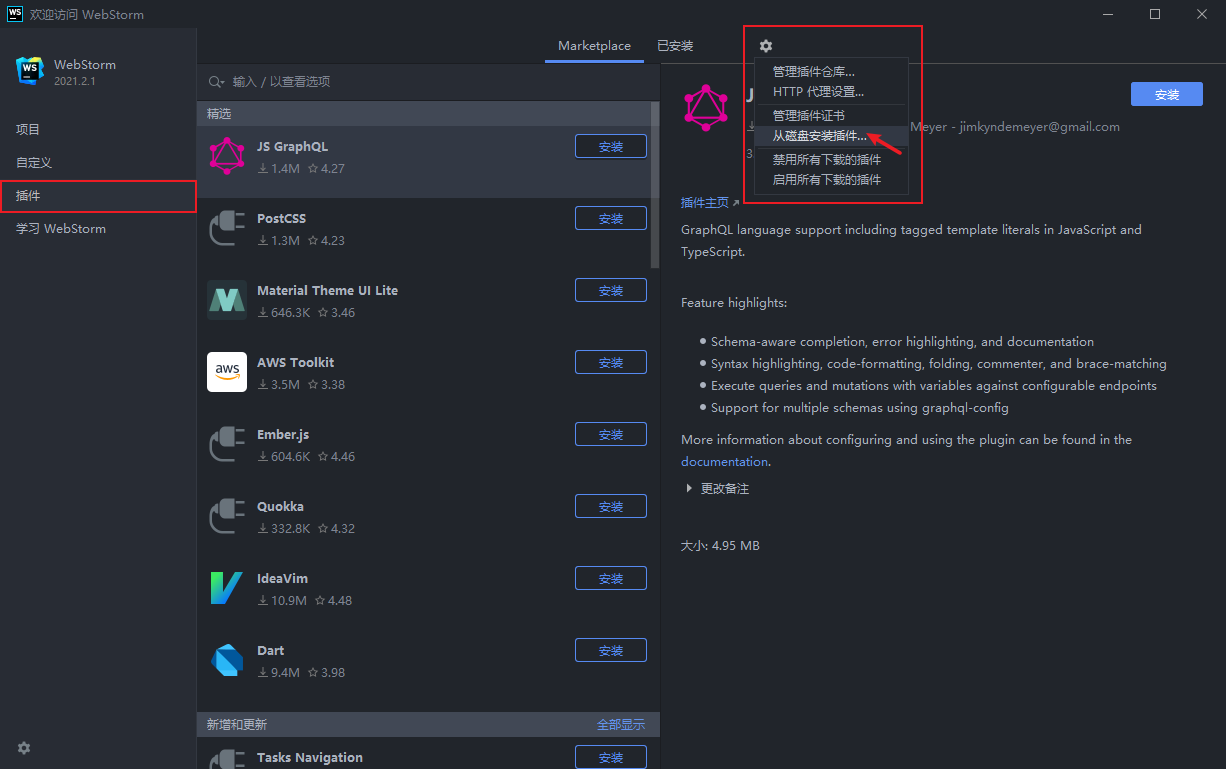 WS 欢迎访问 WebStorm
WS WebStorm
2021.2.1
项目
自定义
插件
学习 WebStorm
Marketplace 已安装
输入 / 以查看选项
精选
JS GraphQL
1.4M 4.27
安装
PostCSS
1.3M 4.23
安装
Material Theme UI Lite
646.3K 3.46
安装
aws
AWS Toolkit
3.5M 3.38
安装
Ember.js
604.6K 4.46
安装
Quokka
332.8K 4.32
安装
IdeaVim
10.9M 4.48
安装
Dart
9.4M 3.98
安装
新增和更新 全部显示
Tasks Navigation
安装
管理插件仓库...
HTTP 代理设置...
管理插件证书
从磁盘安装插件...
禁用所有下载的插件
启用所有下载的插件
J
安装
Meyer - jimkyndemeyer@gmail.com
3
插件主页
GraphQL language support including tagged template literals in JavaScript and
TypeScript.
Feature highlights:
Schema-aware completion, error highlighting, and documentation
Syntax highlighting, code-formatting, folding, commenter, and brace-matching
Execute queries and mutations with variables against configurable endpoints
Support for multiple schemas using graphql-config
More information about configuring and using the plugin can be found in the
documentation.
更改备注
大小: 4.95 MB